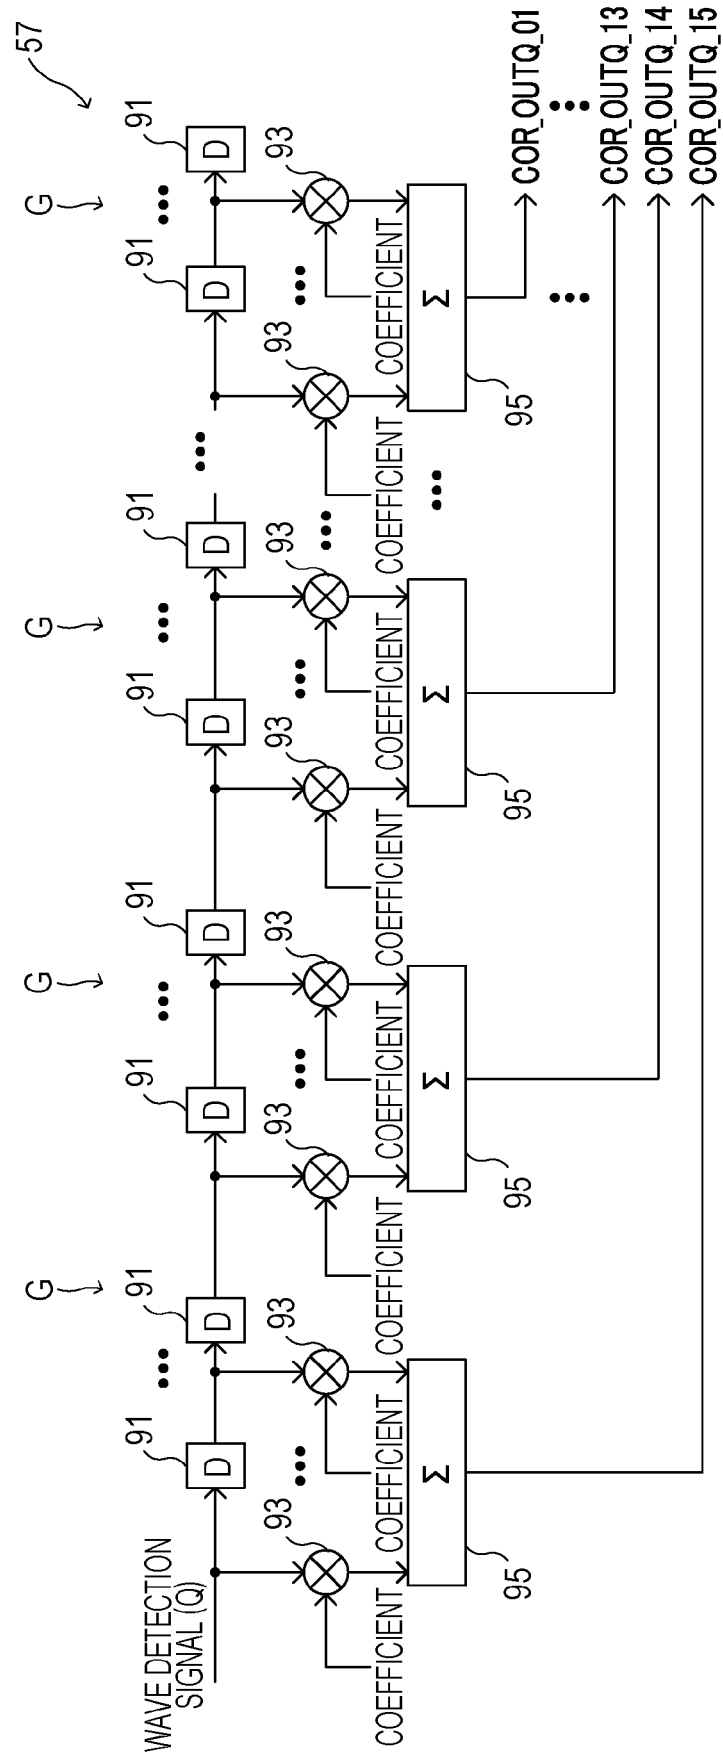 57
G
G
G
G
91
91
91
91
91
91
91
91
D
D
D
D
D
D
D
D
WAVE DETECTION
SIGNAL (Q)
93
93
93
93
93
93
93
93
COEFFICIENT
COEFFICIENT
COEFFICIENT
COEFFICIENT
COEFFICIENT
COEFFICIENT
COEFFICIENT
COEFFICIENT
Σ
Σ
Σ
Σ
95
95
95
95
COR_OUTQ_01
COR_OUTQ_13
COR_OUTQ_14
COR_OUTQ_15